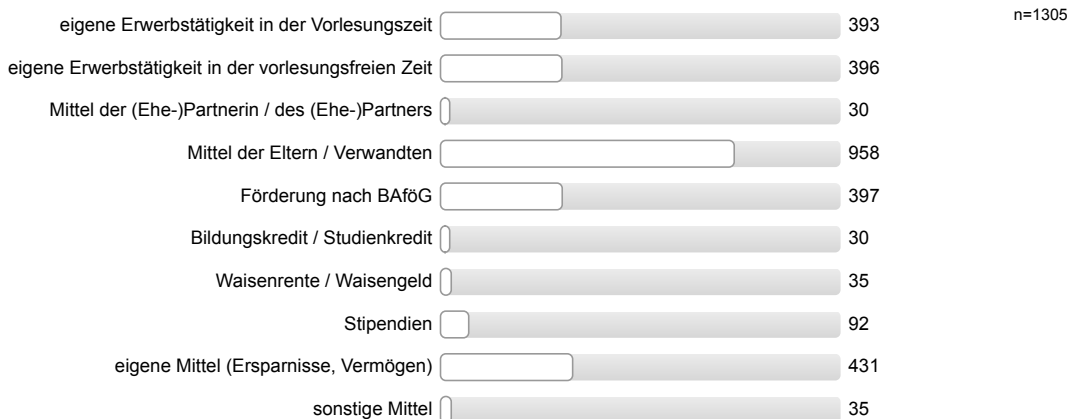 eigene Erwerbstätigkeit in der Vorlesungszeit 393 n=1305
eigene Erwerbstätigkeit in der vorlesungsfreien Zeit 396
Mittel der (Ehe-)Partnerin / des (Ehe-)Partners 30
Mittel der Eltern / Verwandten 958
Förderung nach BAföG 397
Bildungskredit / Studienkredit 30
Waisenrente / Waisengeld 35
Stipendien 92
eigene Mittel (Ersparnisse, Vermögen) 431
sonstige Mittel 35